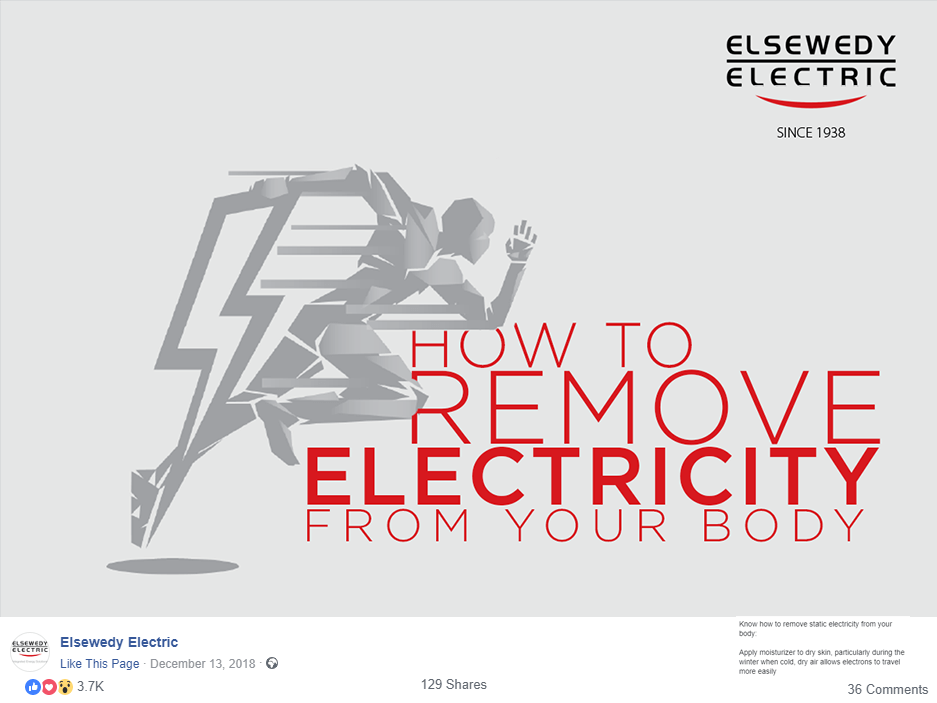 ELSEWEDY
ELECTRIC
SINCE 1938
HOW TO
REMOVE
ELECTRICITY
FROM YOUR BODY
ELSEWEDY
ELECTRIC
Elsewedy Electric
Like This Page · December 13, 2018 ·
3.7K
129 Shares
Know how to remove static electricity from your
body:
Apply moisturizer to dry skin, particularly during the
winter when cold, dry air allows electrons to travel
more easily
36 Comments